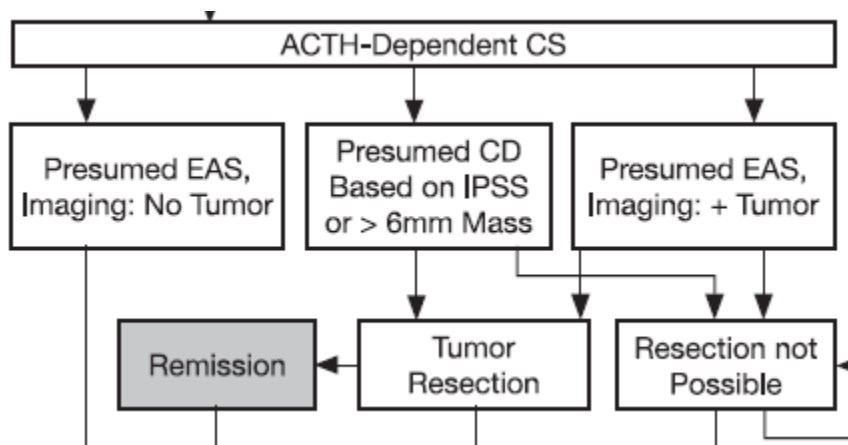 ACTH-Dependent CS
Presumed EAS,
Imaging: No Tumor
Presumed CD
Based on IPSS
or > 6mm Mass
Presumed EAS,
Imaging: + Tumor
Remission
Tumor
Resection
Resection not
Possible